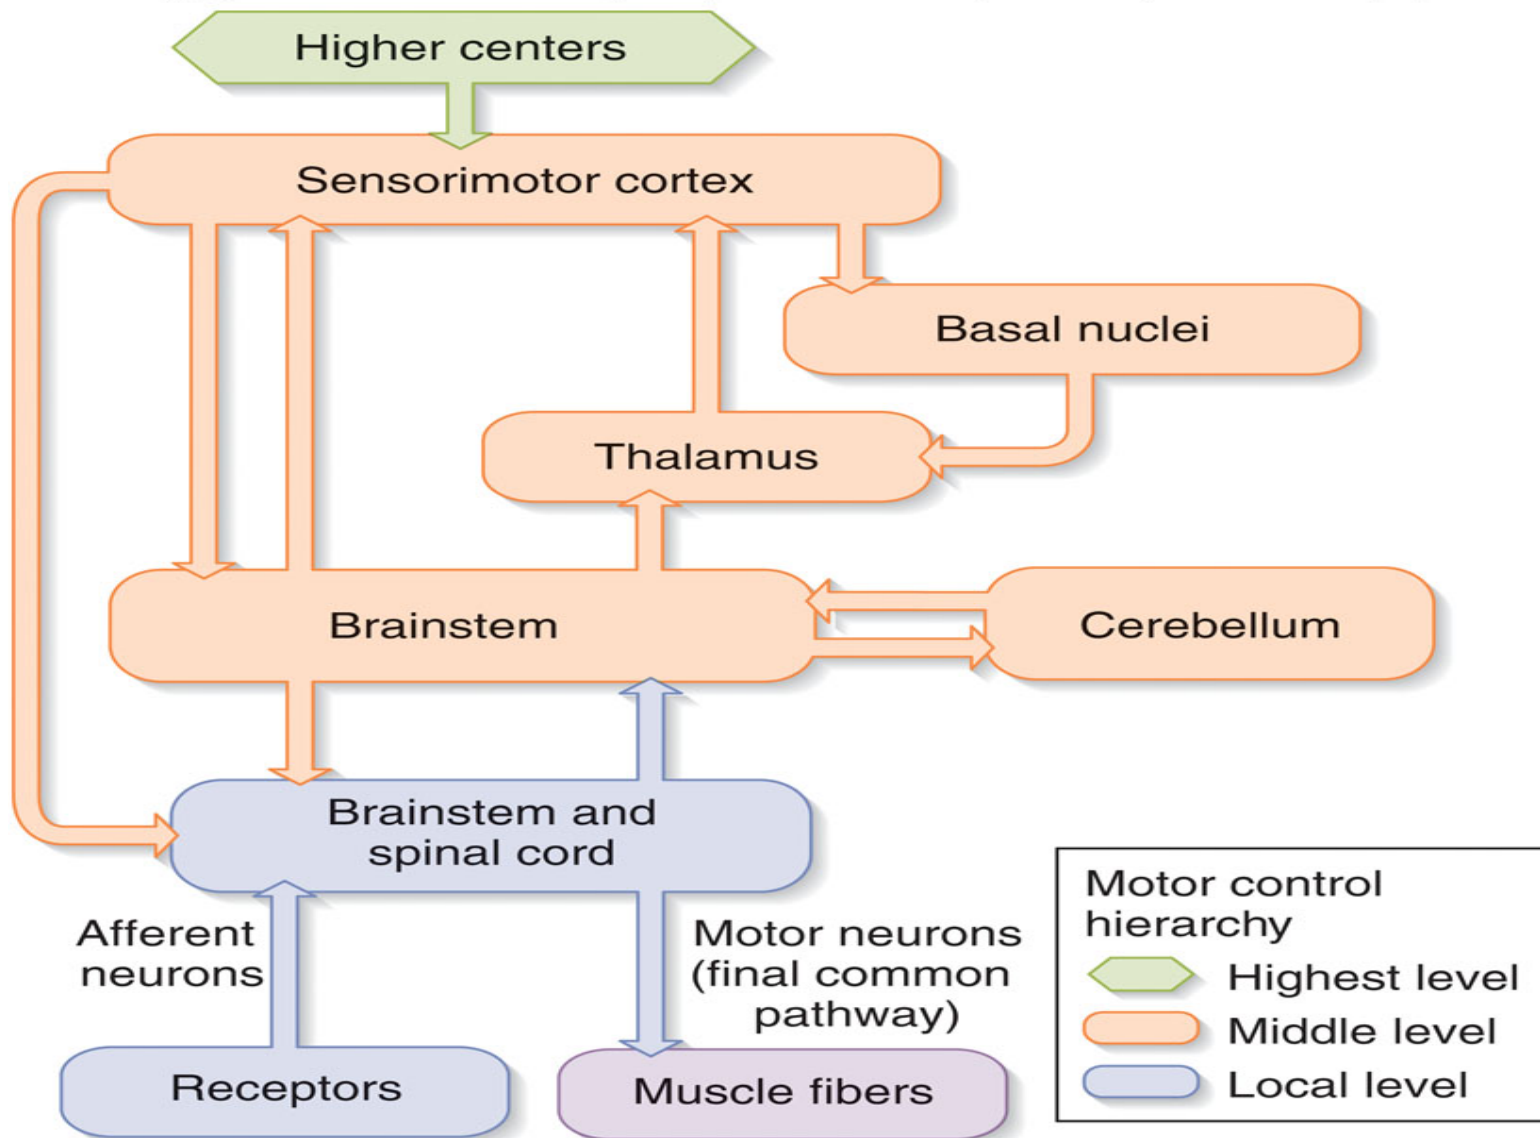 Higher centers
Sensorimotor cortex
Basal nuclei
Thalamus
Brainstem
Cerebellum
Brainstem and
spinal cord
Afferent
neurons
Motor neurons
(final common
pathway)
Receptors
Muscle fibers
Motor control
hierarchy
Highest level
Middle level
Local level